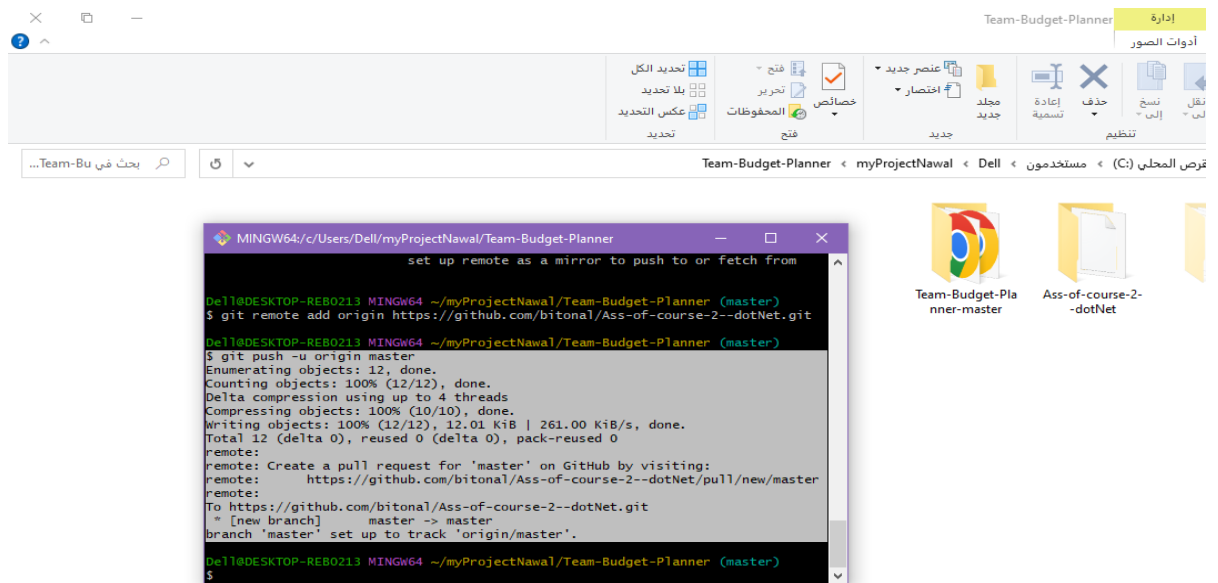 Team-Budget-Planner
إدارة
أدوات الصور
نقل
نسخ
إلى
حذف
إعادة
تسمية
تنظيم
مجلد
جديد
عنصر جديد
اختصار
جديد
خصائص
فتح
تحرير
المحفوظات
فتح
تحديد الكل
بلا تحديد
عكس التحديد
تحديد
القرص المحلي (C:) › مستخدمون › Dell › myProjectNawal › Team-Budget-Planner
بحث في Team-Bu...
Team-Budget-Pla
nner-master
Ass-of-course-2-
-dotNet
MINGW64:/c/Users/Dell/myProjectNawal/Team-Budget-Planner
set up remote as a mirror to push to or fetch from
Dell@DESKTOP-REBO213 MINGW64 ~/myProjectNawal/Team-Budget-Planner (master)
$ git remote add origin https://github.com/bitonal/Ass-of-course-2--dotNet.git
Dell@DESKTOP-REBO213 MINGW64 ~/myProjectNawal/Team-Budget-Planner (master)
$ git push -u origin master
Enumerating objects: 12, done.
Counting objects: 100% (12/12), done.
Delta compression using up to 4 threads
Compressing objects: 100% (10/10), done.
Writing objects: 100% (12/12), 12.01 KiB | 261.00 KiB/s, done.
Total 12 (delta 0), reused 0 (delta 0), pack-reused 0
remote:
remote: Create a pull request for 'master' on GitHub by visiting:
remote:      https://github.com/bitonal/Ass-of-course-2--dotNet/pull/new/master
remote:
To https://github.com/bitonal/Ass-of-course-2--dotNet.git
 * [new branch]      master -> master
branch 'master' set up to track 'origin/master'.
Dell@DESKTOP-REBO213 MINGW64 ~/myProjectNawal/Team-Budget-Planner (master)
$